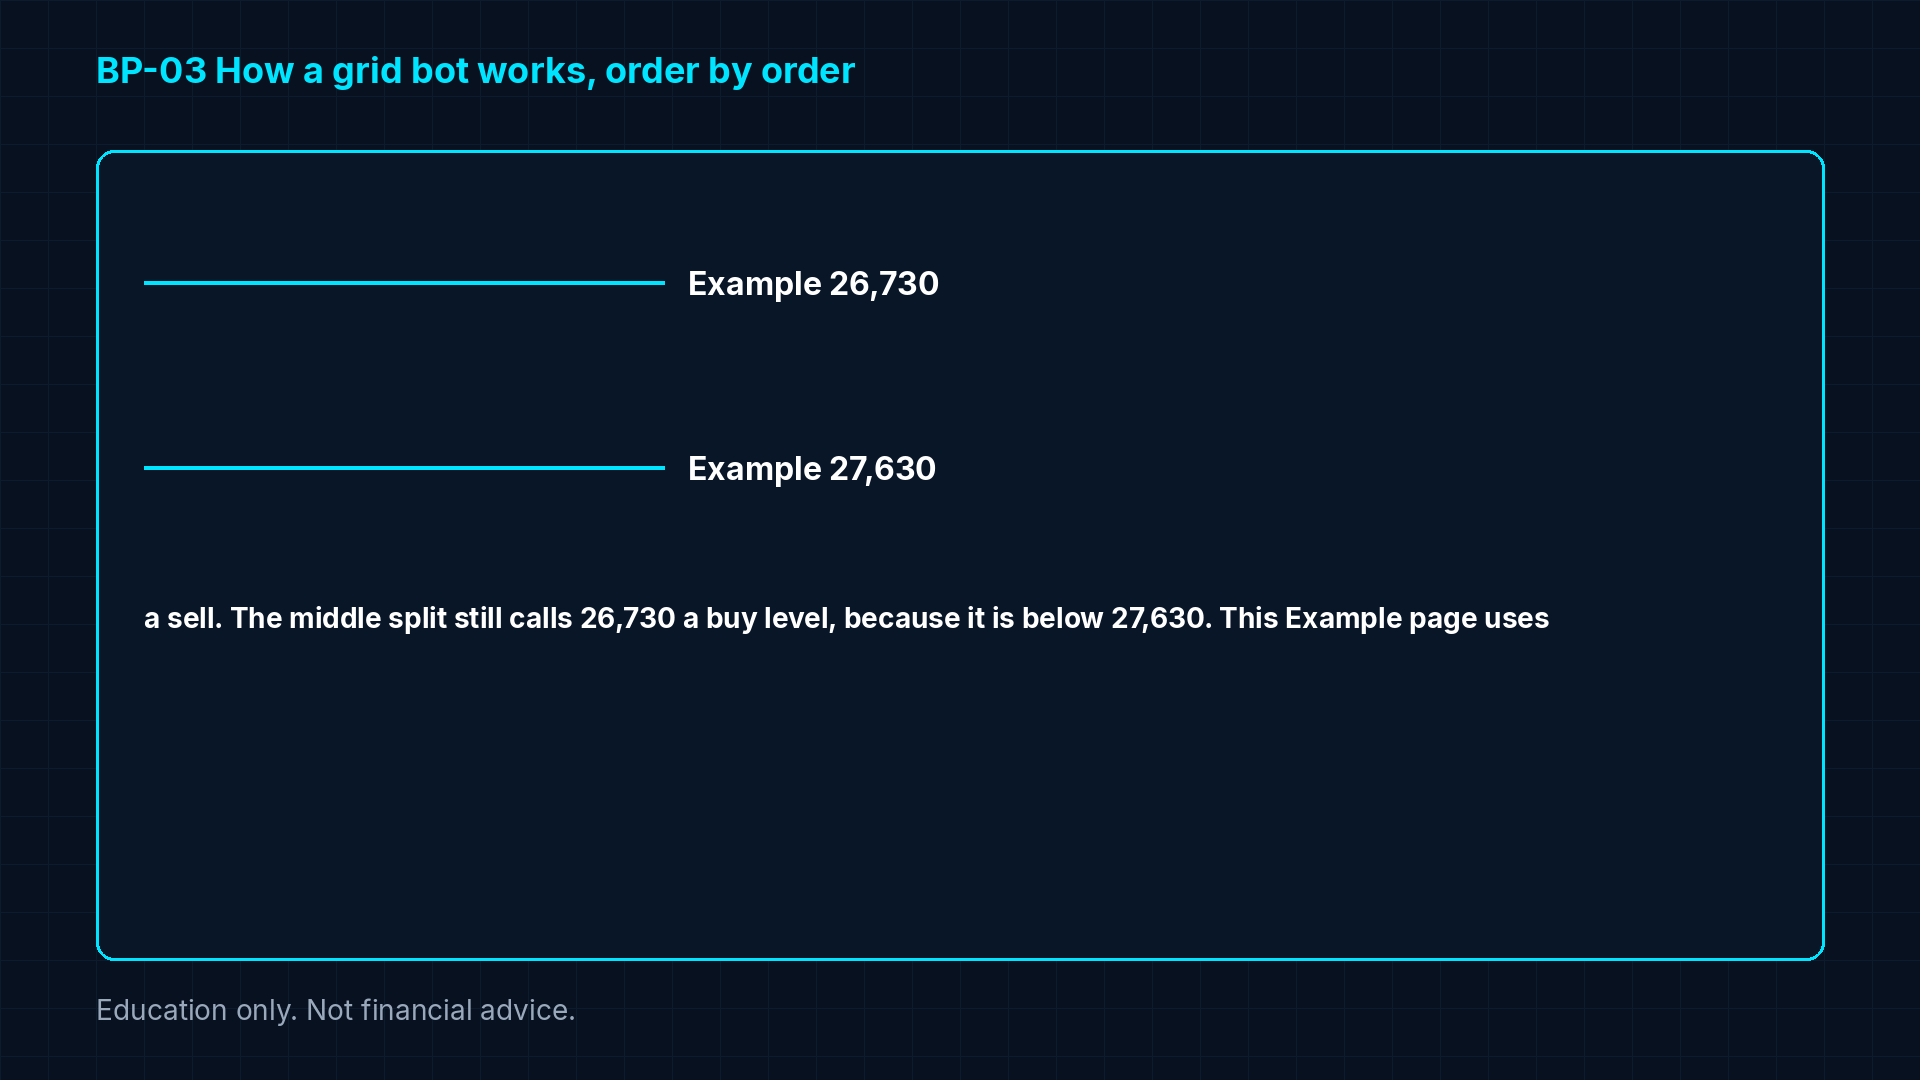 BP-03 How a grid bot works, order by order
Example 26,730
Example 27,630
a sell. The middle split still calls 26,730 a buy level, because it is below 27,630. This Example page uses
Education only. Not financial advice.